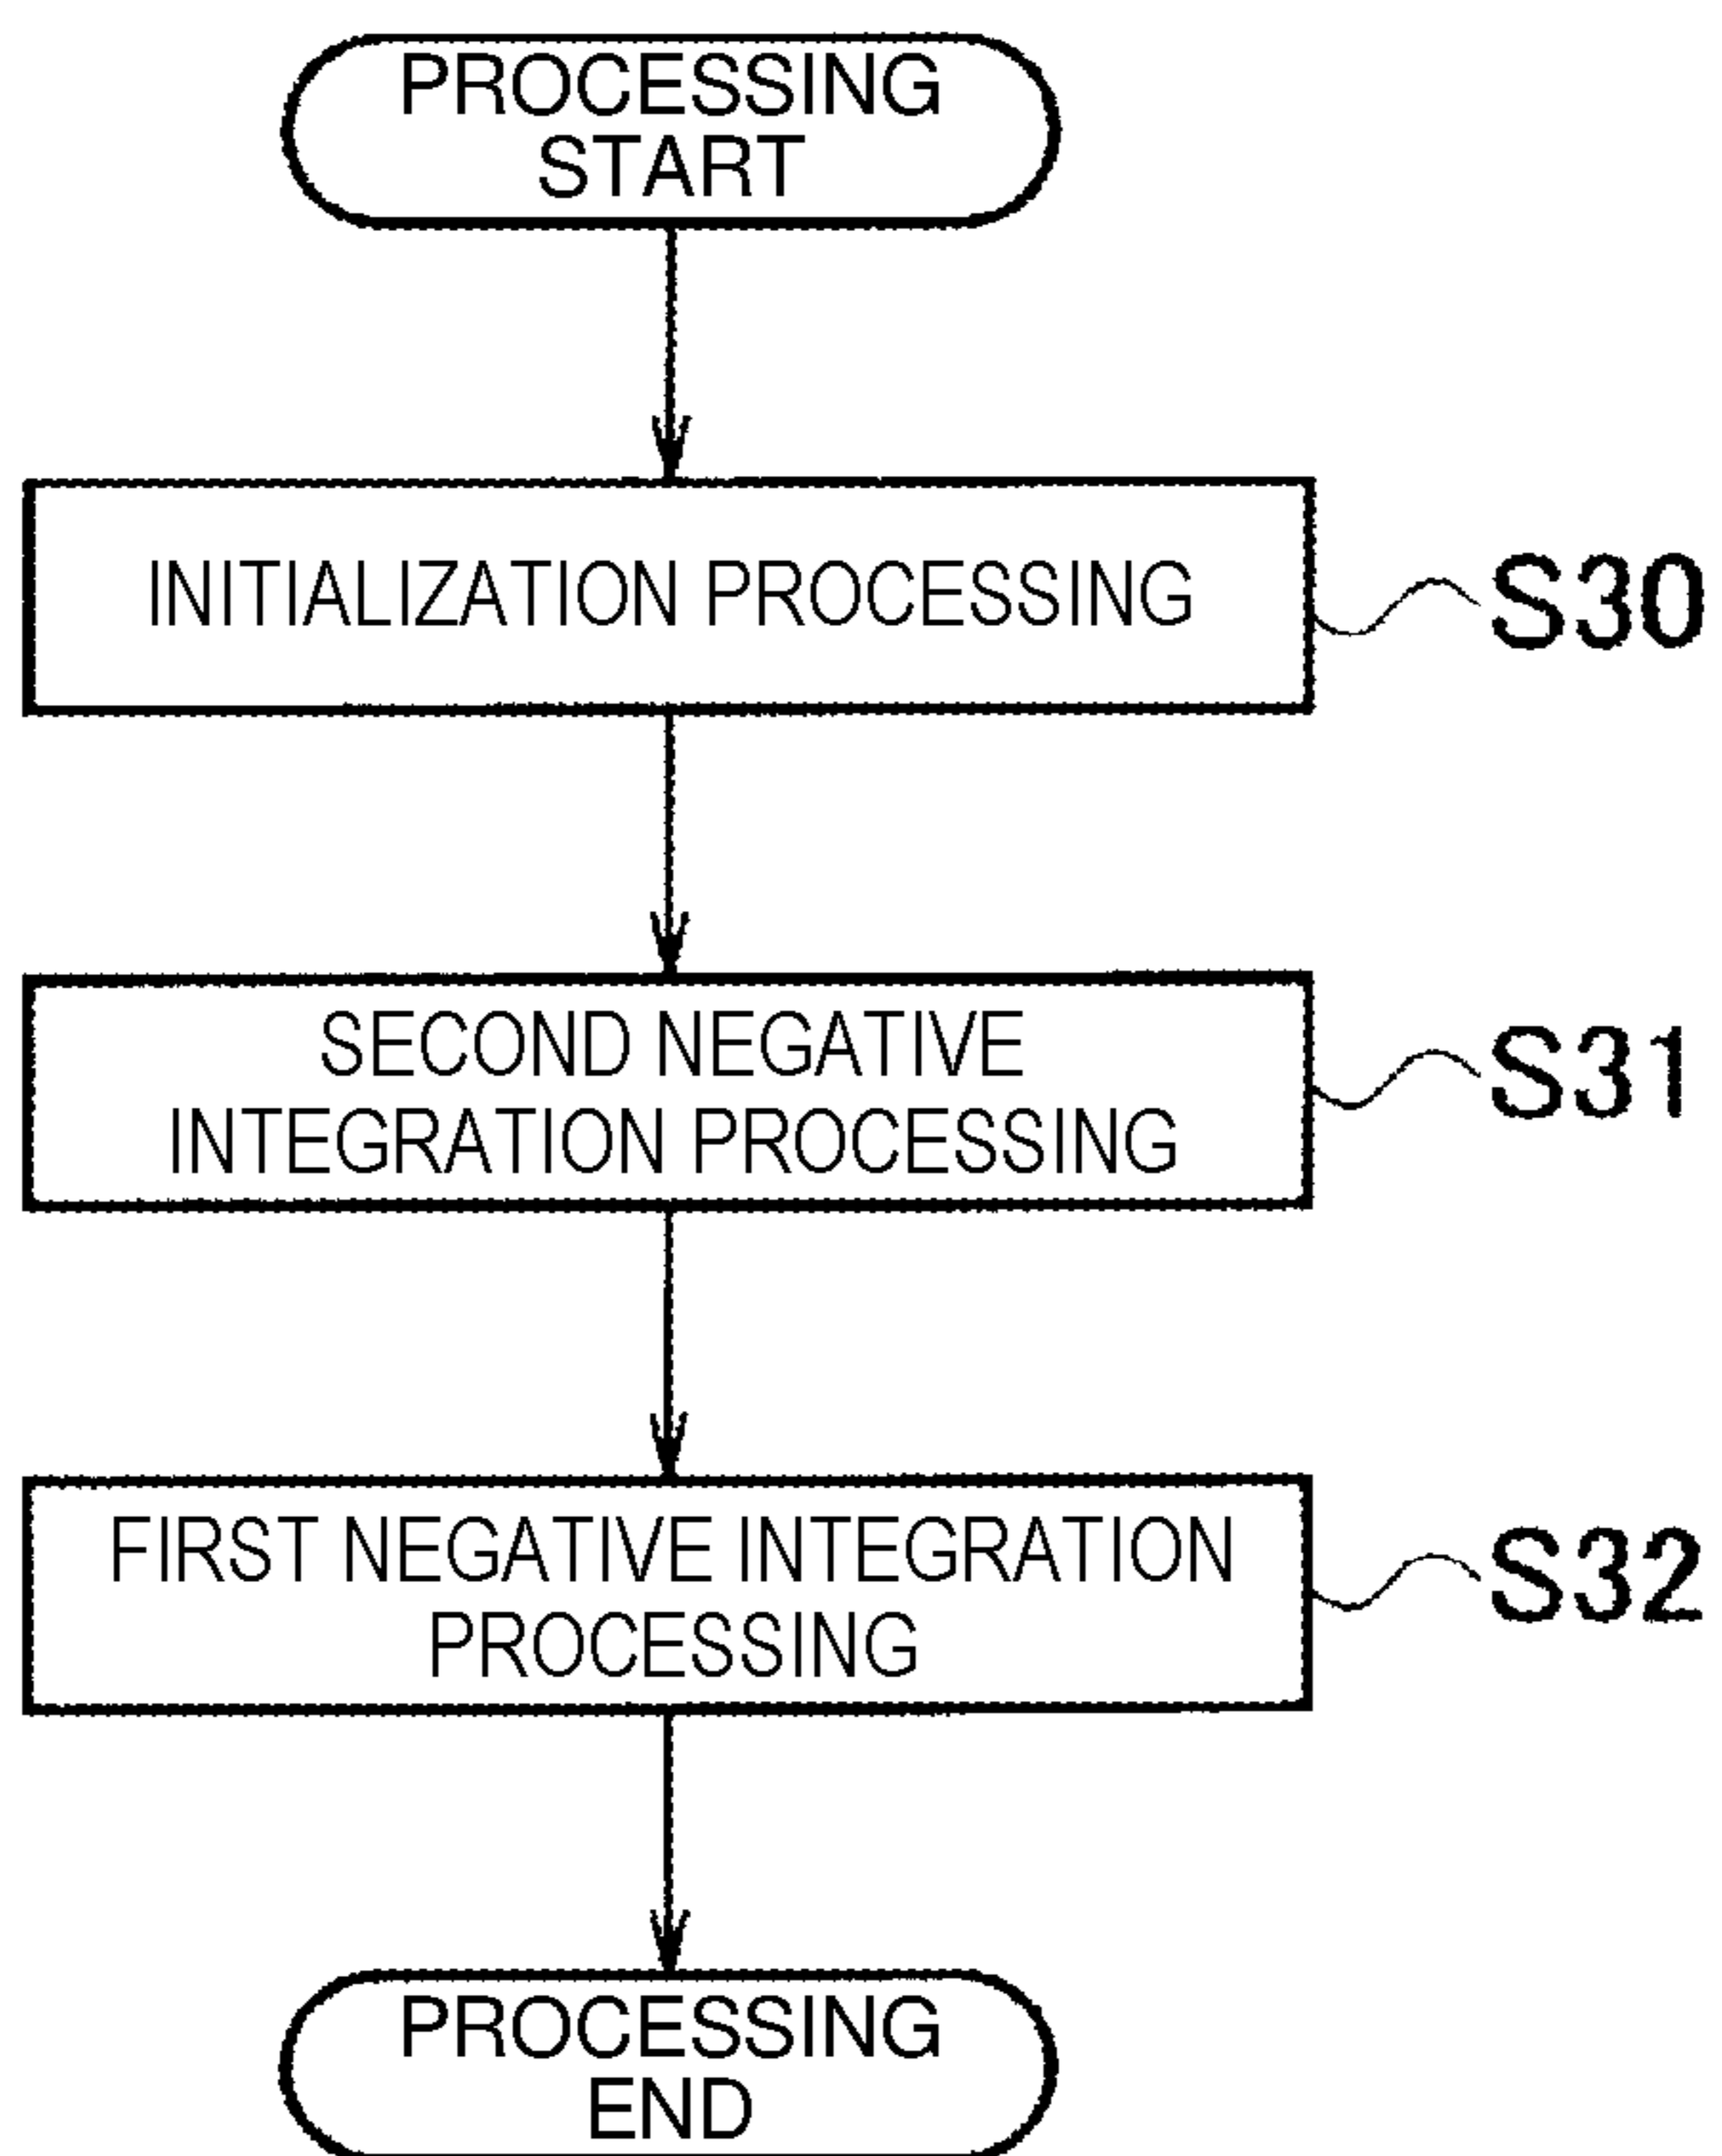 PROCESSING
START
INITIALIZATION PROCESSING
S30
SECOND NEGATIVE
INTEGRATION PROCESSING
S31
FIRST NEGATIVE INTEGRATION
PROCESSING
S32
PROCESSING
END